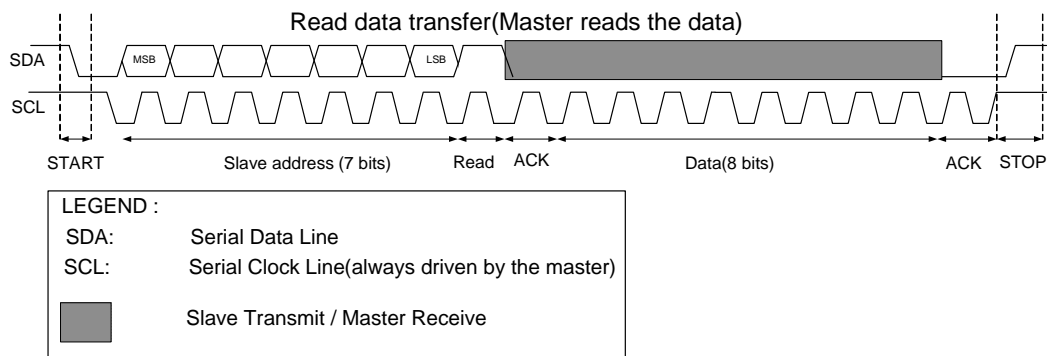 Read data transfer(Master reads the data)
SDA
MSB
LSB
SCL
START
Slave address (7 bits)
Read
ACK
Data(8 bits)
ACK
STOP
LEGEND :
SDA: Serial Data Line
SCL: Serial Clock Line(always driven by the master)
Slave Transmit / Master Receive